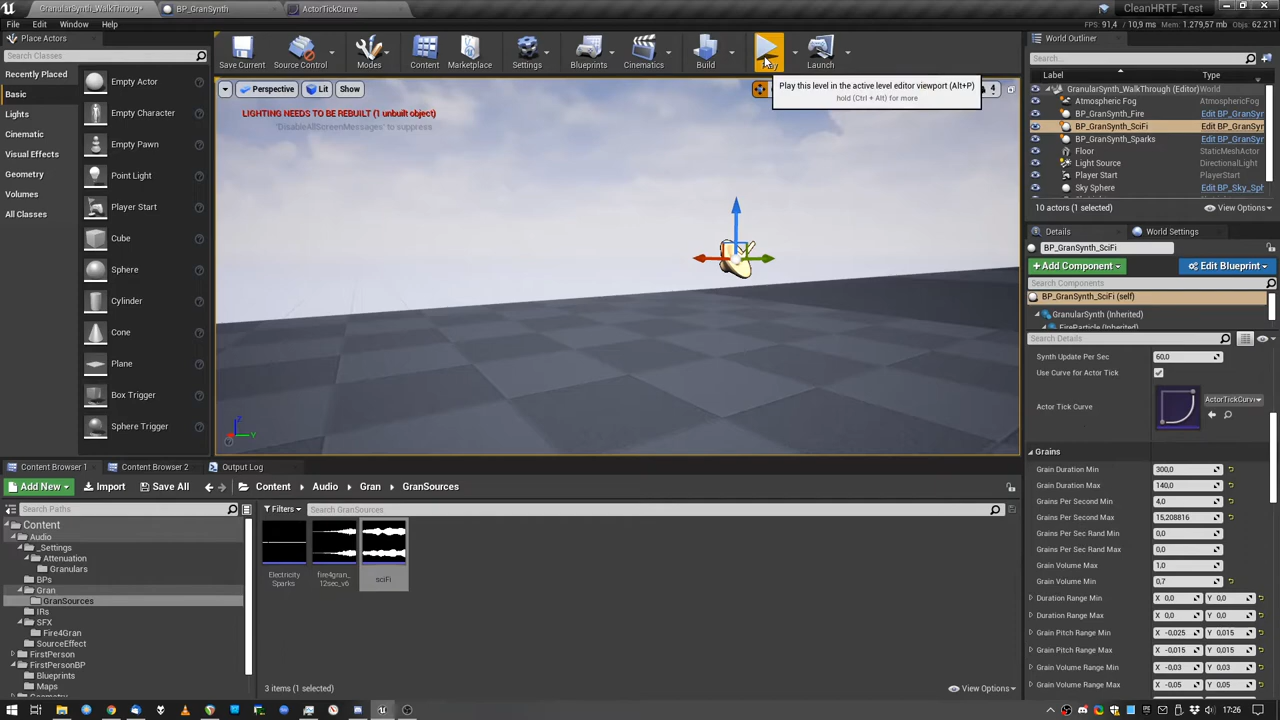 GranularSynth_WalkThroug*
BP_GranSynth
ActorTickCurve
CleanHRTF_Test
File Edit Window Help
FPS: 91,4 / 10,9 ms Mem: 1.279,57 mb Objs: 62.211
Place Actors
Search Classes
Recently Placed
Basic
Lights
Cinematic
Visual Effects
Geometry
Volumes
All Classes
Empty Actor
Empty Character
Empty Pawn
Point Light
Player Start
Cube
Sphere
Cylinder
Cone
Plane
Box Trigger
Sphere Trigger
Save Current
Source Control
Modes
Content
Marketplace
Settings
Blueprints
Cinematics
Build
Launch
Play this level in the active level editor viewport (Alt+P)
hold (Ctrl + Alt) for more
Perspective Lit Show
4
LIGHTING NEEDS TO BE REBUILT (1 unbuilt object)
'DisableAllScreenMessages' to suppress
Z
Y
World Outliner
Search...
Label Type
GranularSynth_WalkThrough (Editor)
Atmospheric Fog AtmosphericFog
BP_GranSynth_Fire Edit BP_GranSyn
BP_GranSynth_SciFi Edit BP_GranSyn
BP_GranSynth_Sparks Edit BP_GranSyn
Floor StaticMeshActor
Light Source DirectionalLight
Player Start PlayerStart
Sky Sphere Edit BP_Sky_Sph
10 actors (1 selected) View Options
Details World Settings
BP_GranSynth_SciFi
+Add Component Edit Blueprint
Search Components
BP_GranSynth_SciFi (self)
GranularSynth (Inherited)
FireParticle (Inherited)
Search Details
Synth Update Per Sec 60,0
Use Curve for Actor Tick
Actor Tick Curve ActorTickCurv
Grains
Grain Duration Min 300,0
Grain Duration Max 140,0
Grains Per Second Min 4,0
Grains Per Second Max 15,208816
Grains Per Sec Rand Min 0,0
Grains Per Sec Rand Max 0,0
Grain Volume Max 1,0
Grain Volume Min 0,7
Duration Range Min X 0,0 Y 0,0
Duration Range Max X 0,0 Y 0,0
Grain Pitch Range Min X -0,025 Y 0,015
Grain Pitch Range Max X -0,015 Y 0,015
Grain Volume Range Min X -0,03 Y 0,03
Grain Volume Range Max X -0,05 Y 0,05
Content Browser 1 Content Browser 2 Output Log
Add New Import Save All Content Audio Gran GranSources
Search Paths
Filters Search GranSources
Content
Audio
_Settings
Attenuation
Granulars
BPs
Gran
GranSources
IRs
SFX
Fire4Gran
SourceEffect
FirstPerson
FirstPersonBP
Blueprints
Maps
Electricity
Sparks
fire4gran_
12sec_v6
sciFi
3 items (1 selected) View Options
17:26